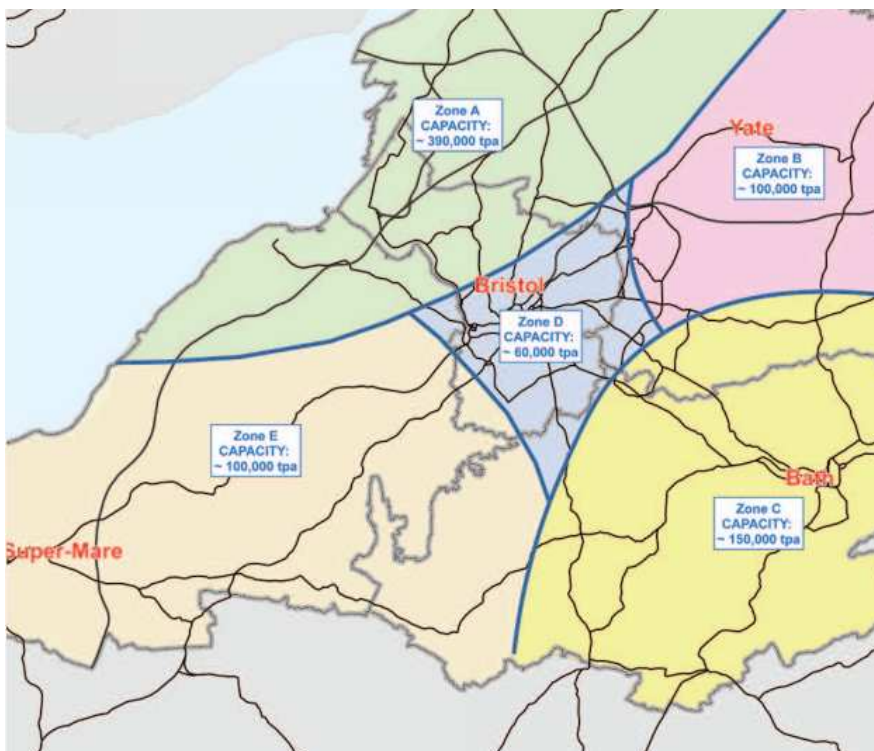 Zone A
CAPACITY:
~ 390,000 tpa
Yate
Zone B
CAPACITY:
~ 100,000 tpa
Bristol
Zone D
CAPACITY:
~ 60,000 tpa
Zone E
CAPACITY:
~ 100,000 tpa
Bath
Zone C
CAPACITY:
~ 150,000 tpa
Super-Mare